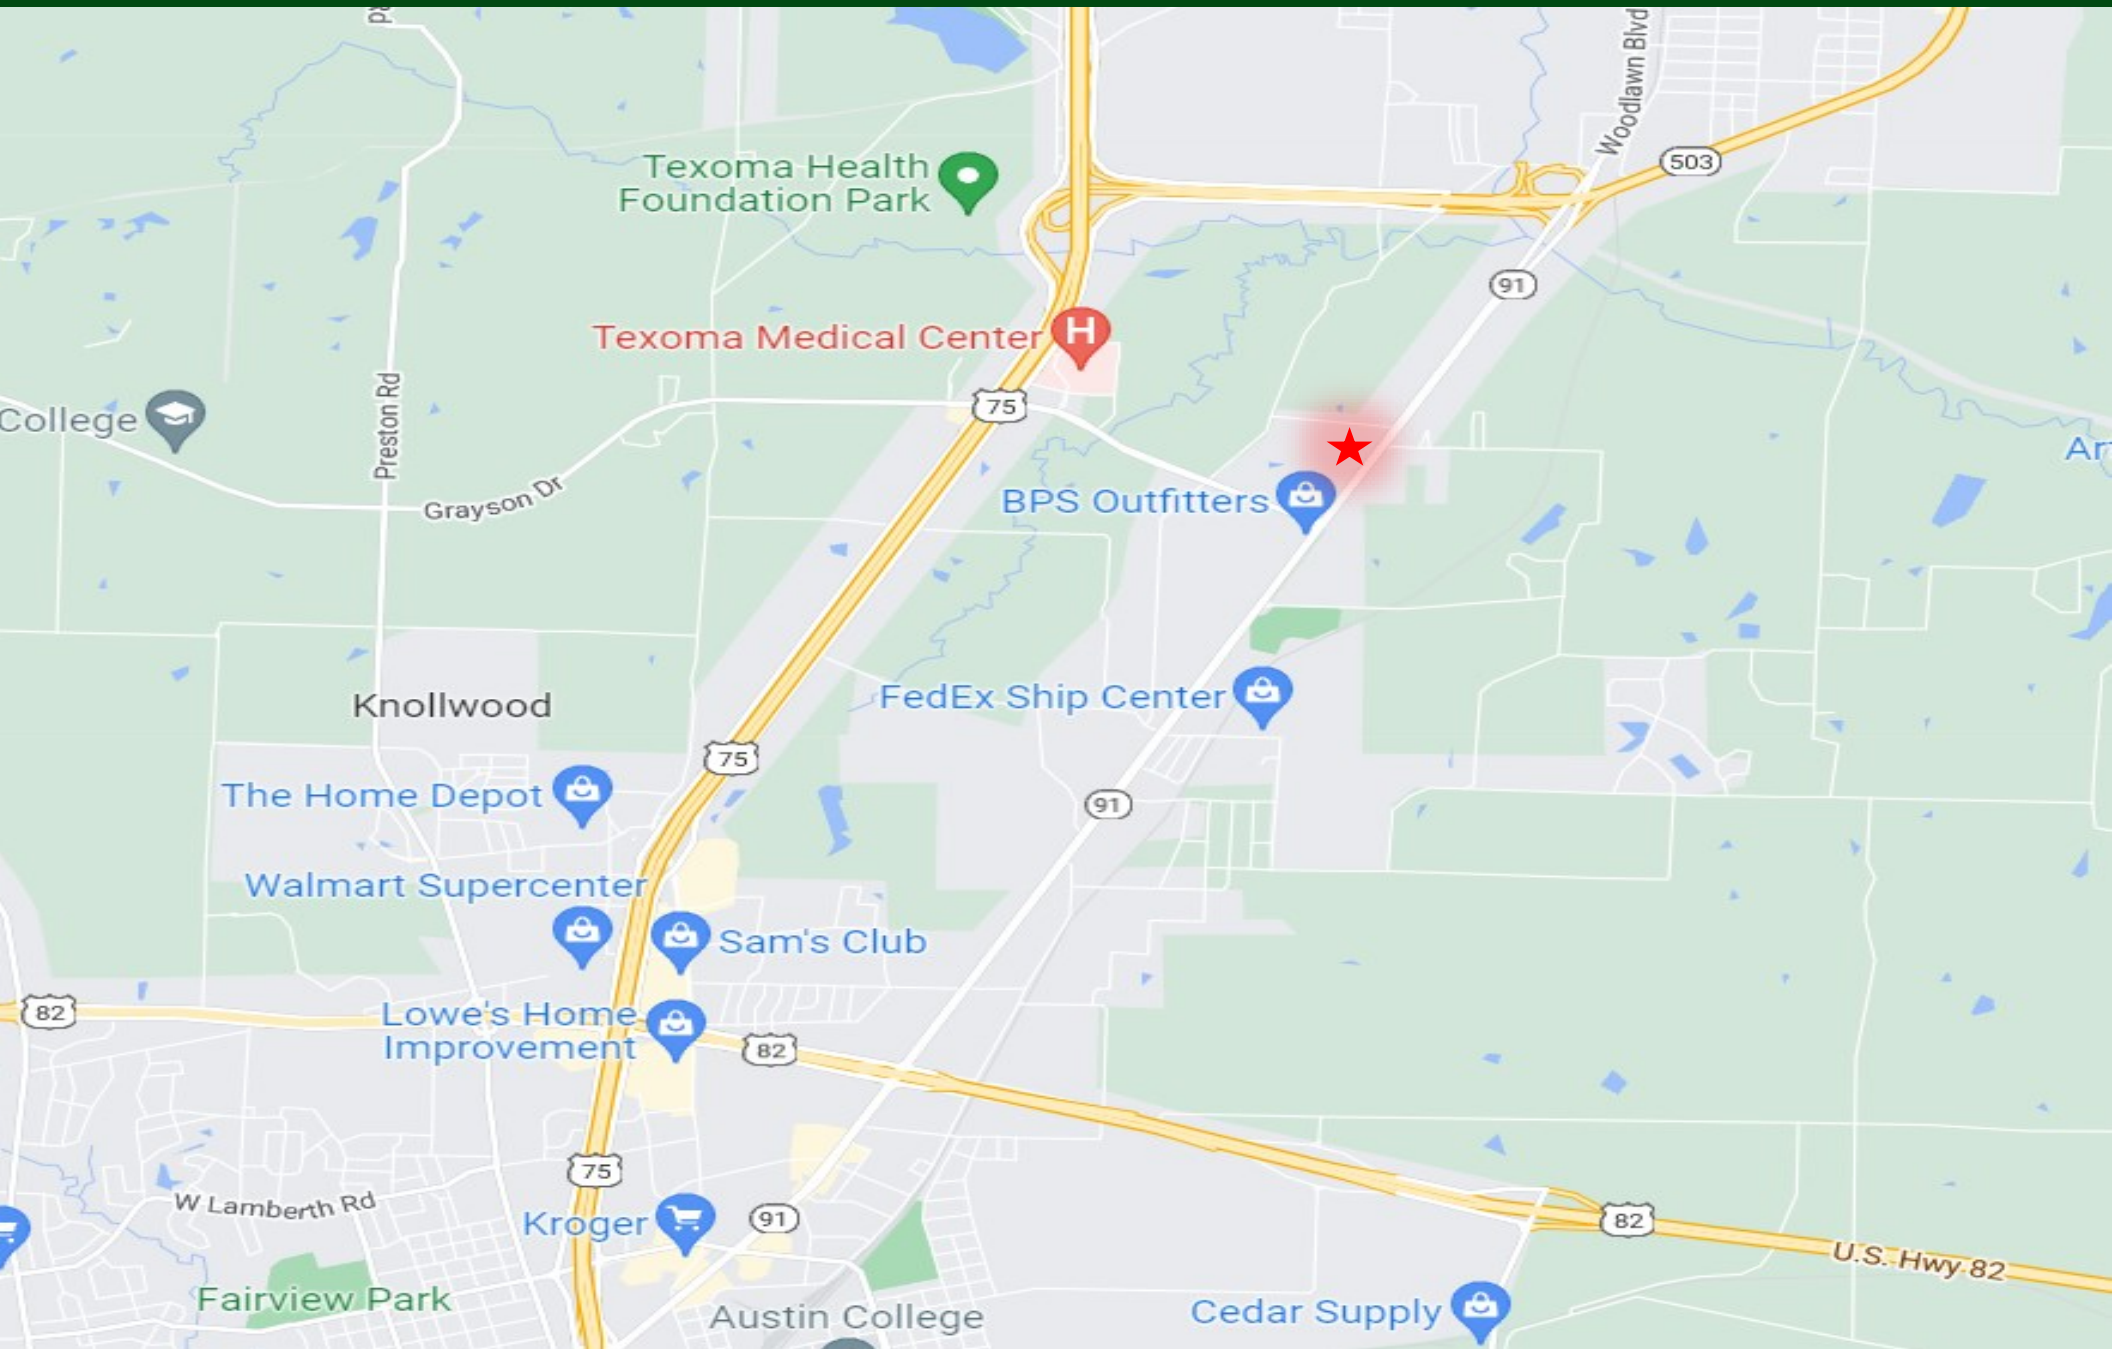 Rd
Woodlawn Blvd
503
Texoma Health
Foundation Park
91
Texoma Medical Center
H
75
College
Preston Rd
Grayson Dr
BPS Outfitters
FedEx Ship Center
Knollwood
75
The Home Depot
91
Walmart Supercenter
Sam's Club
82
Lowe's Home
Improvement
82
75
W Lamberth Rd
Kroger
91
82
U.S. Hwy 82
Fairview Park
Austin College
Cedar Supply